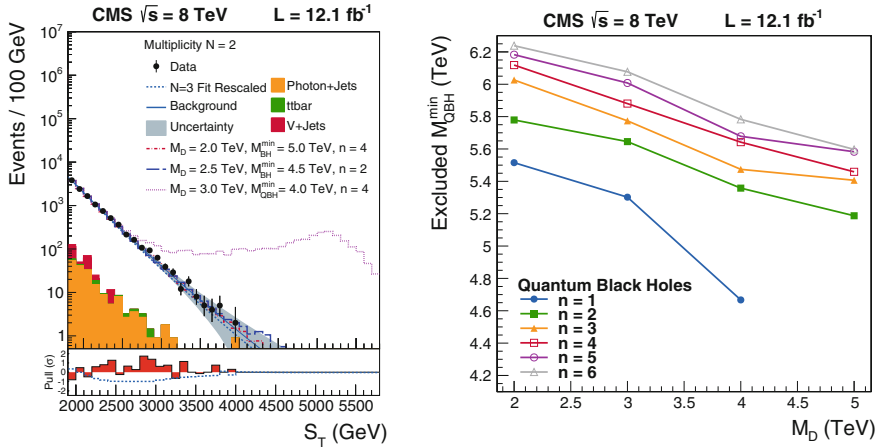 CMS √s = 8 TeV L = 12.1 fb⁻¹
Multiplicity N = 2
Data
N=3 Fit Rescaled
Background
Uncertainty
Photon+Jets
ttbar
V+Jets
M_D = 2.0 TeV, M_BH^min = 5.0 TeV, n = 4
M_D = 2.5 TeV, M_BH^min = 4.5 TeV, n = 2
M_D = 3.0 TeV, M_QBH^min = 4.0 TeV, n = 4
Events / 100 GeV
10⁷
10⁶
10⁵
10⁴
10³
10²
10
1
Pull (σ)
2
1
0
-1
-2
2000 2500 3000 3500 4000 4500 5000 5500
S_T (GeV)
CMS √s = 8 TeV L = 12.1 fb⁻¹
Excluded M_QBH^min (TeV)
6.2
6
5.8
5.6
5.4
5.2
5
4.8
4.6
4.4
4.2
Quantum Black Holes
n = 1
n = 2
n = 3
n = 4
n = 5
n = 6
2 2.5 3 3.5 4 4.5 5
M_D (TeV)